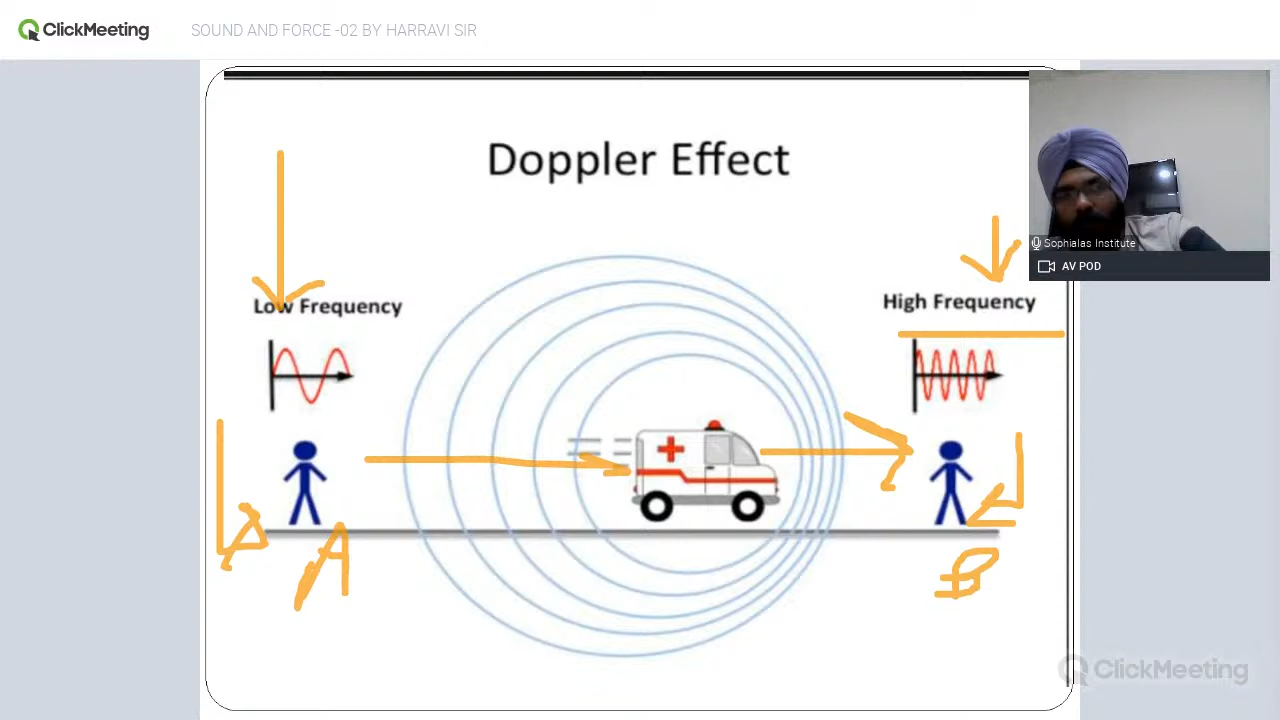 ClickMeeting
SOUND AND FORCE -02 BY HARRAVI SIR
Doppler Effect
Low Frequency
High Frequency
Sophialas Institute
AV POD
A
B
ClickMeeting